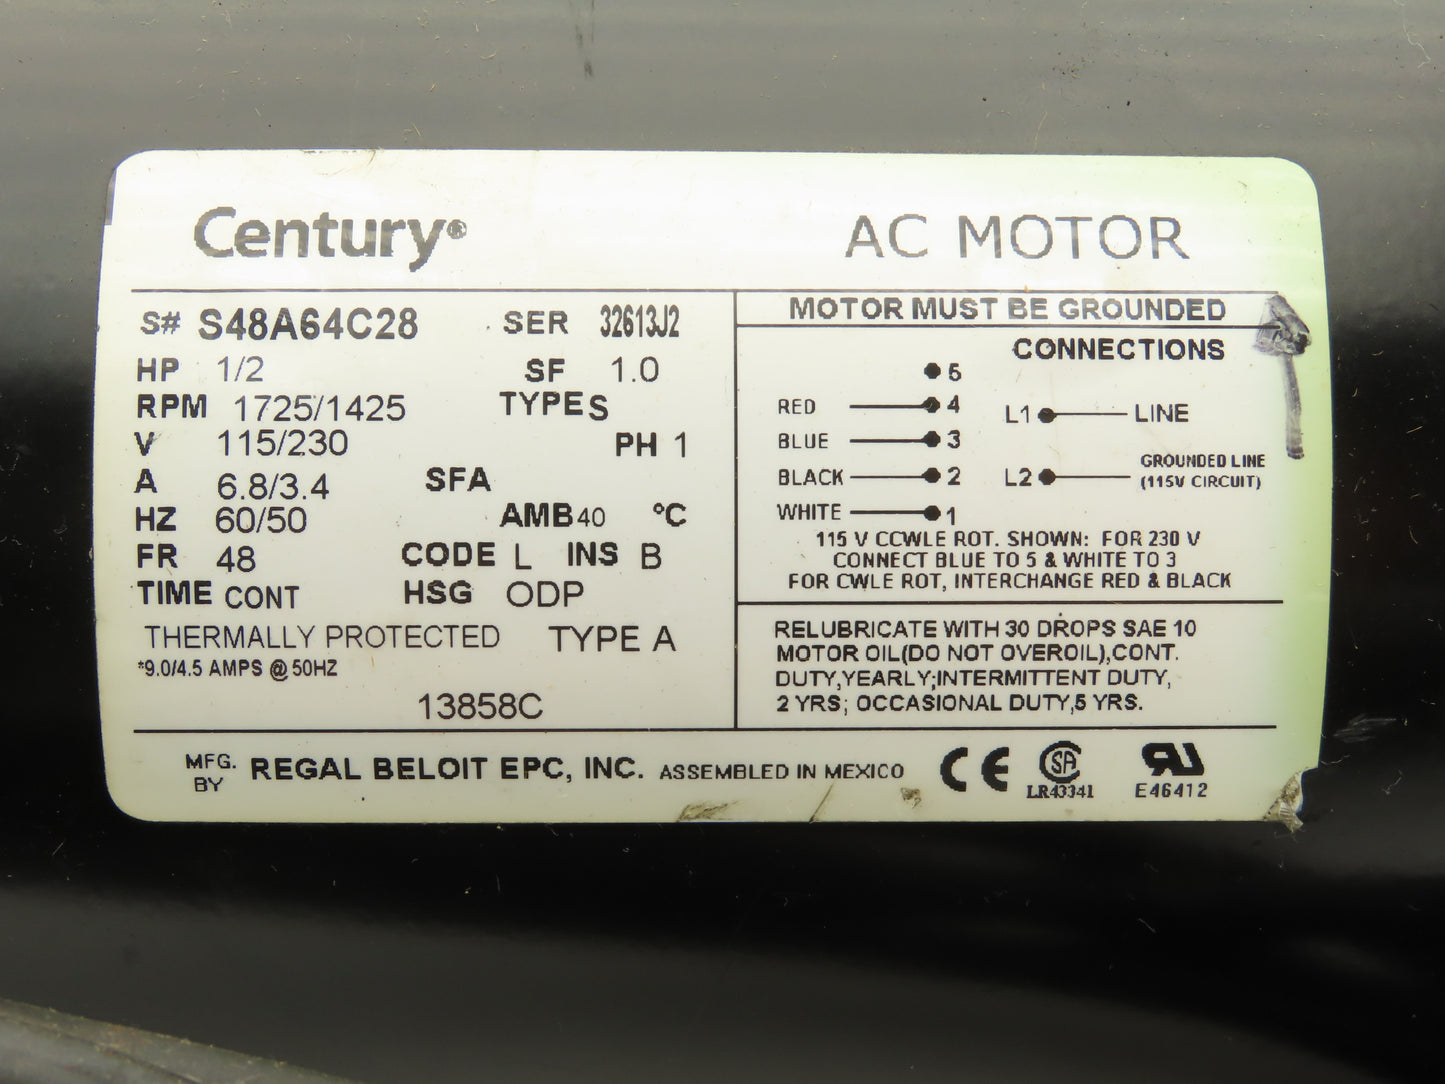 Century®
AC MOTOR
S# S48A64C28 SER 32613J2
HP 1/2 SF 1.0
RPM 1725/1425 TYPE S
V 115/230 PH 1
A 6.8/3.4 SFA
HZ 60/50 AMB 40 °C
FR 48 CODE L INS B
TIME CONT HSG ODP
THERMALLY PROTECTED TYPE A
*9.0/4.5 AMPS @ 50HZ
13858C
MOTOR MUST BE GROUNDED
CONNECTIONS
5
RED 4 L1 LINE
BLUE 3
BLACK 2 L2 GROUNDED LINE
(115V CIRCUIT)
WHITE 1
115 V CCWLE ROT. SHOWN: FOR 230 V
CONNECT BLUE TO 5 & WHITE TO 3
FOR CWLE ROT, INTERCHANGE RED & BLACK
RELUBRICATE WITH 30 DROPS SAE 10
MOTOR OIL(DO NOT OVEROIL),CONT.
DUTY,YEARLY;INTERMITTENT DUTY,
2 YRS; OCCASIONAL DUTY,5 YRS.
MFG. BY REGAL BELOIT EPC, INC. ASSEMBLED IN MEXICO
CE
SA
LR43341
RU
E46412